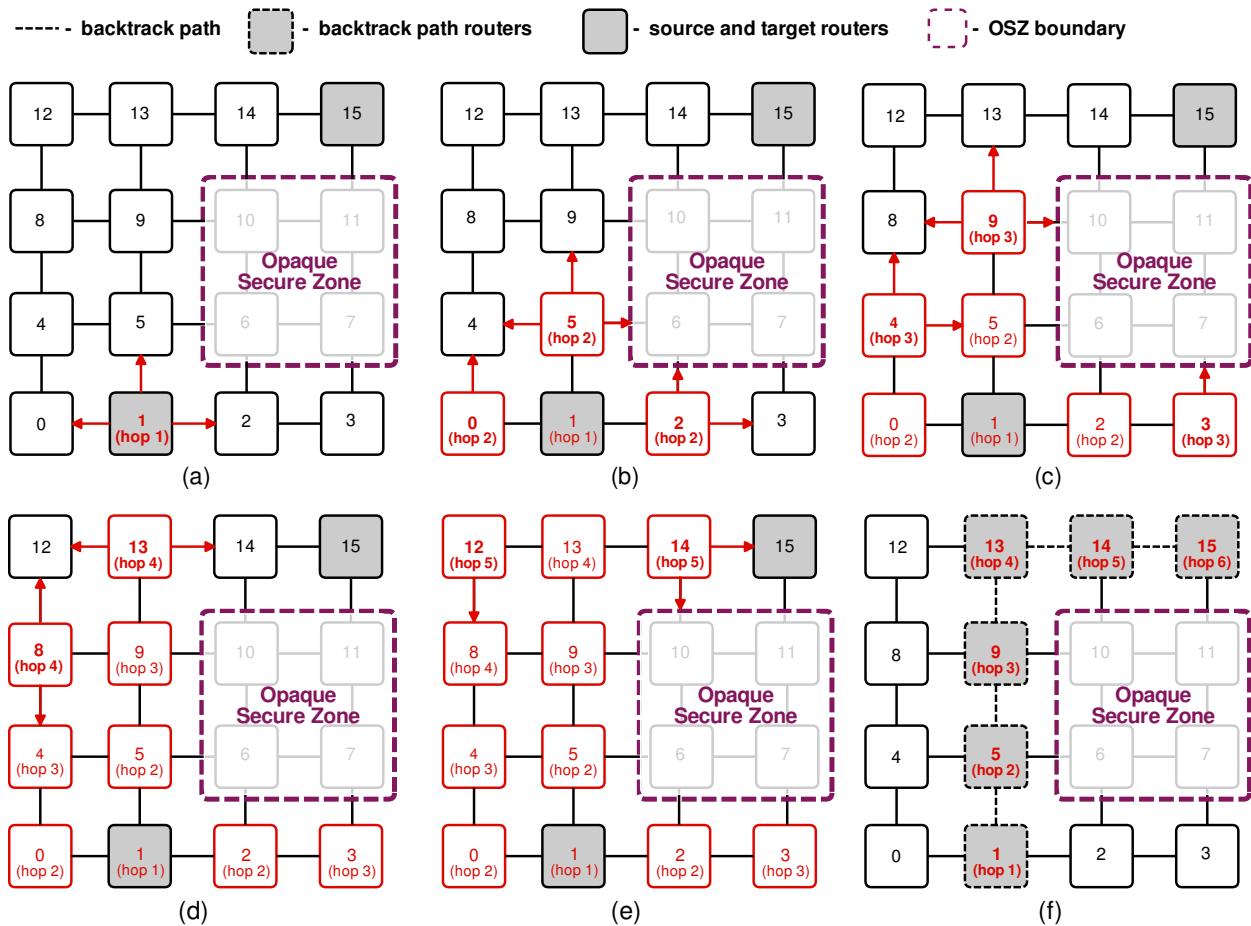 - backtrack path
- backtrack path routers
- source and target routers
- OSZ boundary
12 13 14 15
8 9 10 11
Opaque
Secure Zone
4 5 6 7
0 1 2 3
(hop 1)
(a)
12 13 14 15
8 9 10 11
Opaque
Secure Zone
4 5 6 7
(hop 2)
0 1 2 3
(hop 2) (hop 1) (hop 2)
(b)
12 13 14 15
8 9 10 11
(hop 3)
Opaque
Secure Zone
4 5 6 7
(hop 3) (hop 2)
0 1 2 3
(hop 2) (hop 1) (hop 2) (hop 3)
(c)
12 13 14 15
(hop 4)
8 9 10 11
(hop 4) (hop 3)
Opaque
Secure Zone
4 5 6 7
(hop 3) (hop 2)
0 1 2 3
(hop 2) (hop 1) (hop 2) (hop 3)
(d)
12 13 14 15
(hop 5) (hop 4) (hop 5)
8 9 10 11
(hop 4) (hop 3)
Opaque
Secure Zone
4 5 6 7
(hop 3) (hop 2)
0 1 2 3
(hop 2) (hop 1) (hop 2) (hop 3)
(e)
12 13 14 15
(hop 4) (hop 5) (hop 6)
8 9 10 11
(hop 3)
Opaque
Secure Zone
4 5 6 7
(hop 2)
0 1 2 3
(hop 1)
(f)